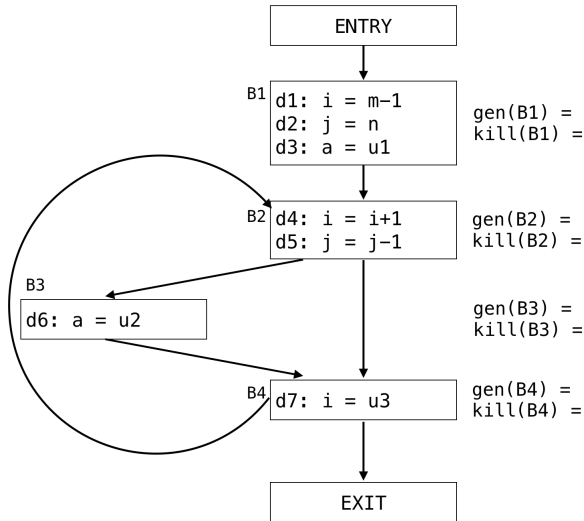 ENTRY
B1
d1: i = m-1
d2: j = n
d3: a = u1
gen(B1) =
kill(B1) =
B2
d4: i = i+1
d5: j = j-1
gen(B2) =
kill(B2) =
B3
d6: a = u2
gen(B3) =
kill(B3) =
B4
d7: i = u3
gen(B4) =
kill(B4) =
EXIT